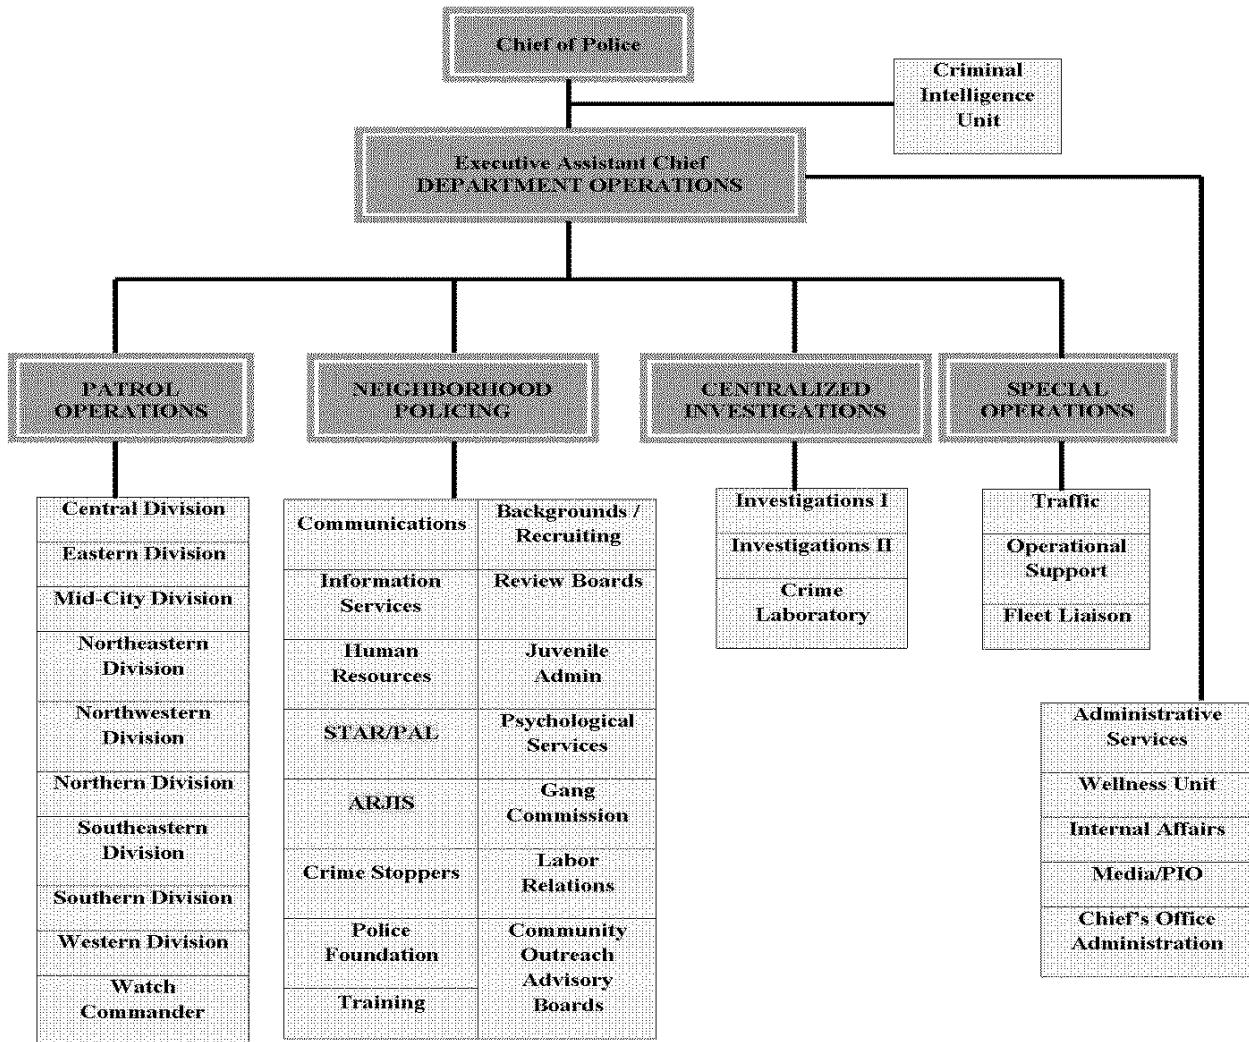 Chief of Police
Criminal
Intelligence
Unit
Executive Assistant Chief
DEPARTMENT OPERATIONS
PATROL
OPERATIONS
NEIGHBORHOOD
POLICING
CENTRALIZED
INVESTIGATIONS
SPECIAL
OPERATIONS
Central Division
Eastern Division
Mid-City Division
Northeastern
Division
Northwestern
Division
Northern Division
Southeastern
Division
Southern Division
Western Division
Watch
Commander
Communications
Information
Services
Human
Resources
STAR/PAL
ARJIS
Crime Stoppers
Police
Foundation
Training
Backgrounds /
Recruiting
Review Boards
Juvenile
Admin
Psychological
Services
Gang
Commission
Labor
Relations
Community
Outreach
Advisory
Boards
Investigations I
Investigations II
Crime
Laboratory
Traffic
Operational
Support
Fleet Liaison
Administrative
Services
Wellness Unit
Internal Affairs
Media/PIO
Chief's Office
Administration